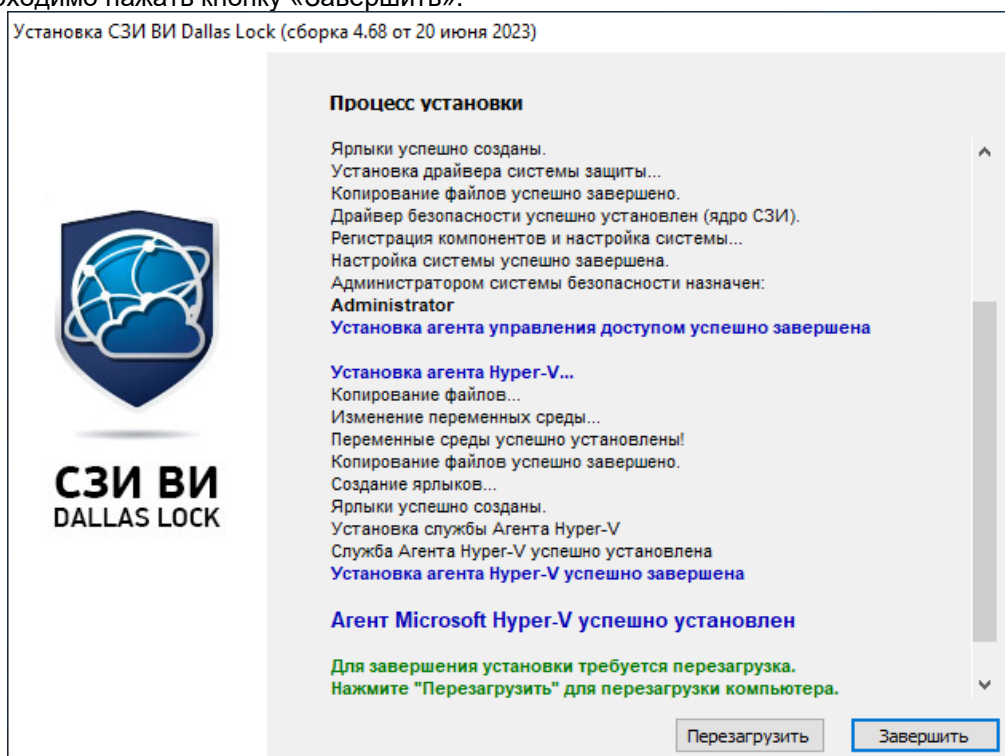 ходимо нажать кнопку «Завершить».
Установка СЗИ ВИ Dallas Lock (сборка 4.68 от 20 июня 2023)
Процесс установки
Ярлыки успешно созданы.
Установка драйвера системы защиты...
Копирование файлов успешно завершено.
Драйвер безопасности успешно установлен (ядро СЗИ).
Регистрация компонентов и настройка системы...
Настройка системы успешно завершена.
Администратором системы безопасности назначен:
Administrator
Установка агента управления доступом успешно завершена
Установка агента Hyper-V...
Копирование файлов...
Изменение переменных среды...
Переменные среды успешно установлены!
Копирование файлов успешно завершено.
Создание ярлыков...
Ярлыки успешно созданы.
Установка службы Агента Hyper-V
Служба Агента Hyper-V успешно установлена
Установка агента Hyper-V успешно завершена
Агент Microsoft Hyper-V успешно установлен
Для завершения установки требуется перезагрузка.
Нажмите "Перезагрузить" для перезагрузки компьютера.
СЗИ ВИ
DALLAS LOCK
Перезагрузить
Завершить